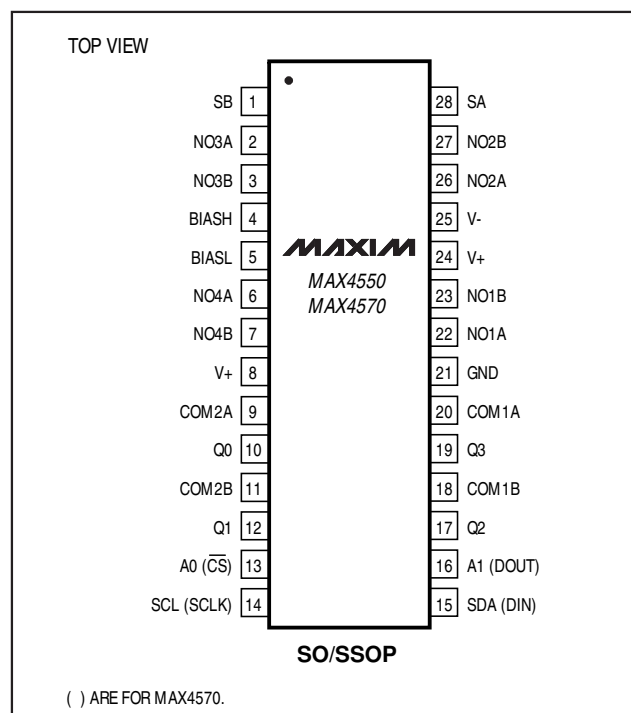 TOP VIEW
SB 1
NO3A 2
NO3B 3
BIASH 4
BIASL 5
NO4A 6
NO4B 7
V+ 8
COM2A 9
Q0 10
COM2B 11
Q1 12
A0 (C̅S̅) 13
SCL (SCLK) 14
MAXIM
MAX4550
MAX4570
28 SA
27 NO2B
26 NO2A
25 V-
24 V+
23 NO1B
22 NO1A
21 GND
20 COM1A
19 Q3
18 COM1B
17 Q2
16 A1 (DOUT)
15 SDA (DIN)
SO/SSOP
( ) ARE FOR MAX4570.